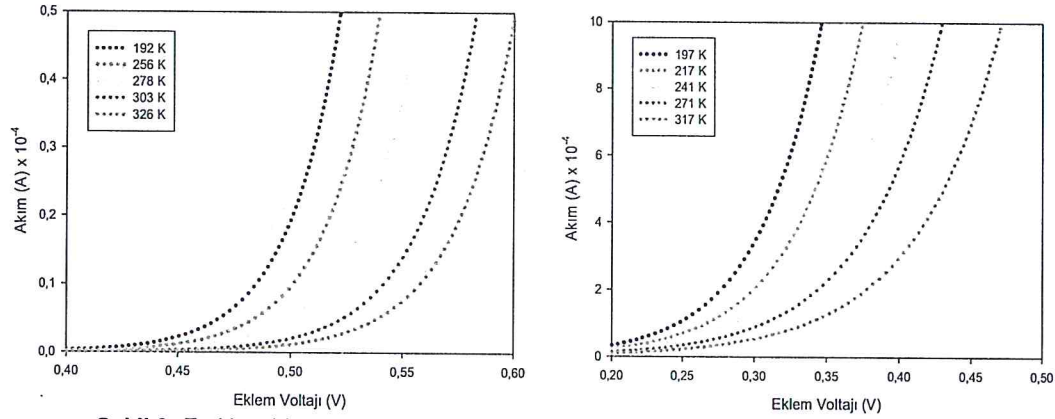 0,5
0,4
0,3
0,2
0,1
0,0
Akım (A) x 10⁻⁴
192 K
256 K
278 K
303 K
326 K
0,40
0,45
0,50
0,55
0,60
Eklem Voltajı (V)
10
8
6
4
2
0
Akım (A) x 10⁻⁴
197 K
217 K
241 K
271 K
317 K
0,20
0,25
0,30
0,35
0,40
0,45
0,50
Eklem Voltajı (V)